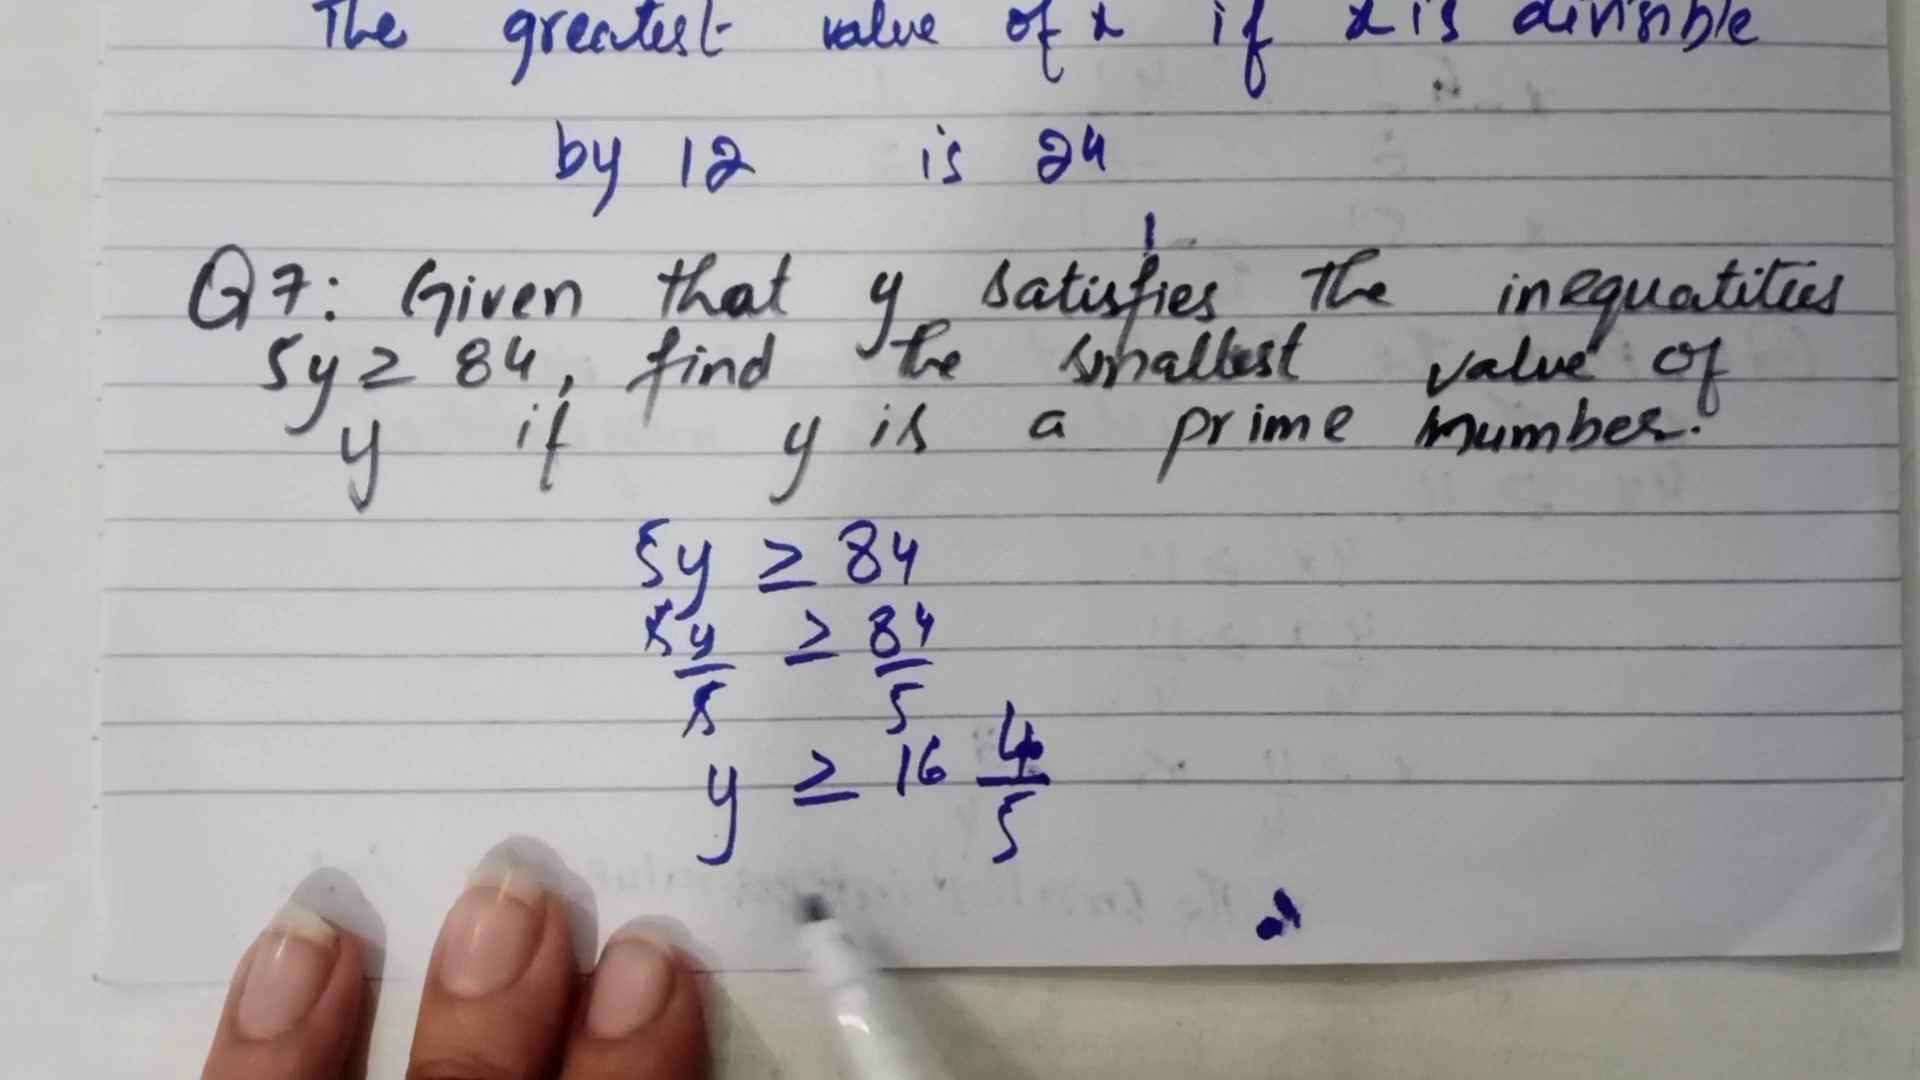 The greatest value of x if x is divisible
by 12 is 24
Q7: Given that y satisfies the inequatities
5y ≥ 84, find the smallest value of
y if y is a prime number.
5y ≥ 84
5y/5 ≥ 84/5
y ≥ 16 4/5